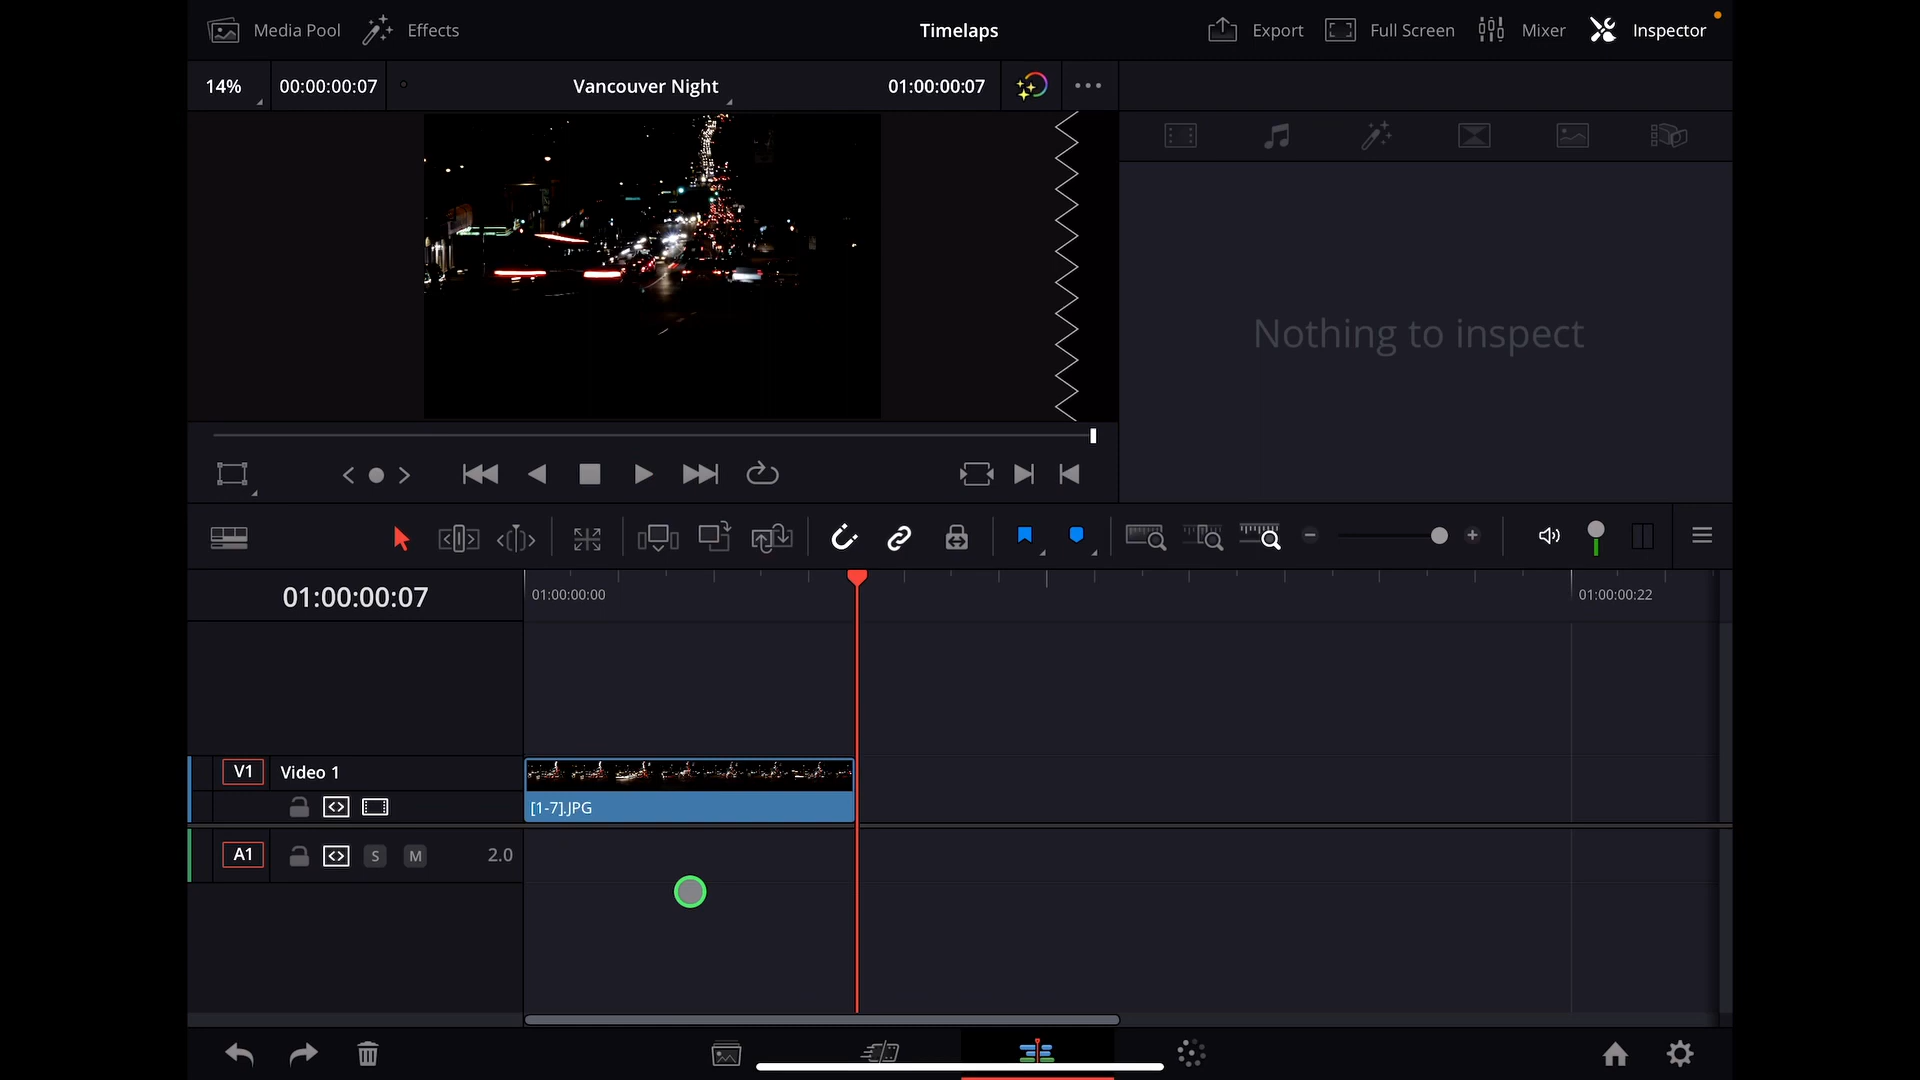 Media Pool
Effects
Timelaps
Export
Full Screen
Mixer
Inspector
14%
00:00:00:07
Vancouver Night
01:00:00:07
Nothing to inspect
01:00:00:07
01:00:00:00
01:00:00:22
V1
Video 1
[1-7].JPG
A1
S
M
2.0